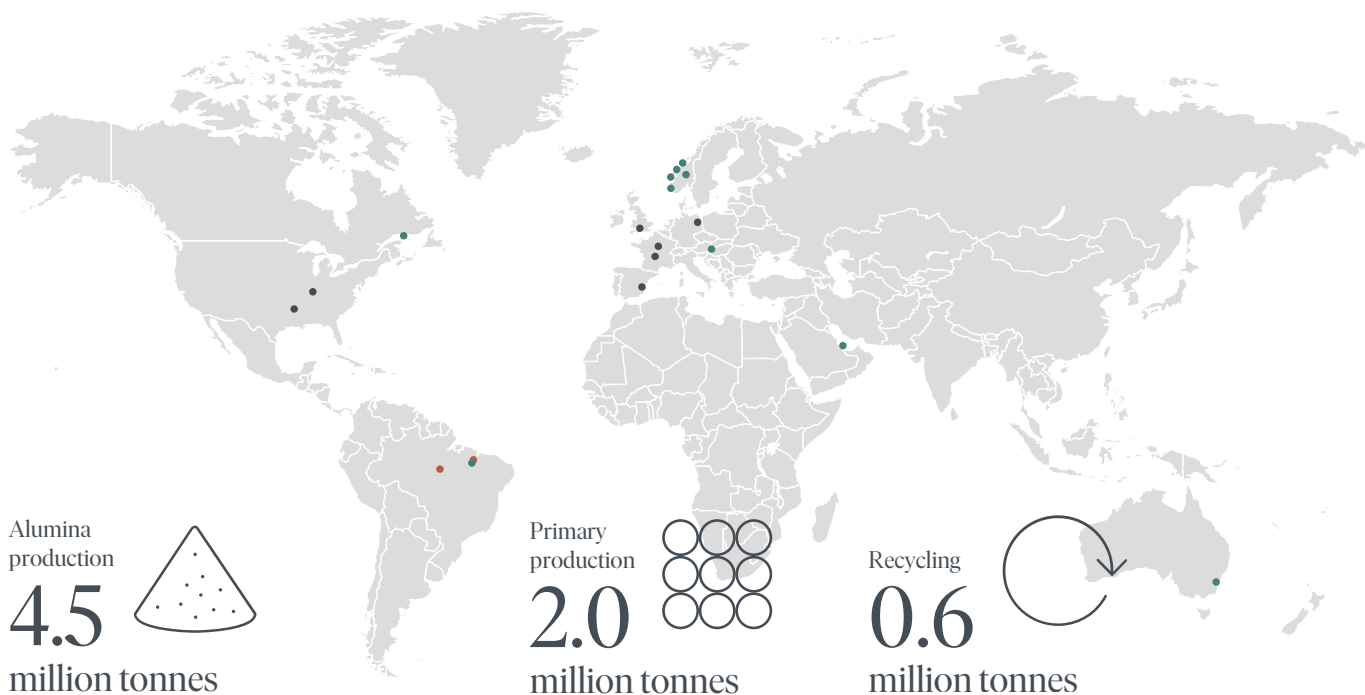 Alumina
production
4.5
million tonnes
Primary
production
2.0
million tonnes
Recycling
0.6
million tonnes